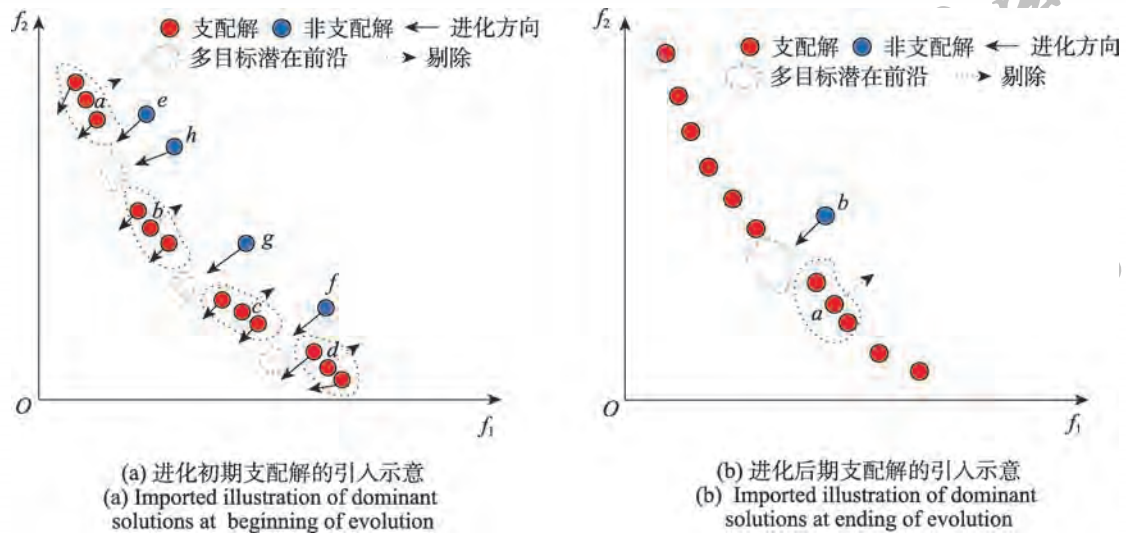 f₂
支配解 非支配解 进化方向
多目标潜在前沿 剔除
a
e
h
b
g
c
f
d
O
f₁
(a) 进化初期支配解的引入示意
(a) Imported illustration of dominant
solutions at beginning of evolution
f₂
支配解 非支配解 进化方向
多目标潜在前沿 剔除
b
a
O
f₁
(b) 进化后期支配解的引入示意
(b) Imported illustration of dominant
solutions at ending of evolution